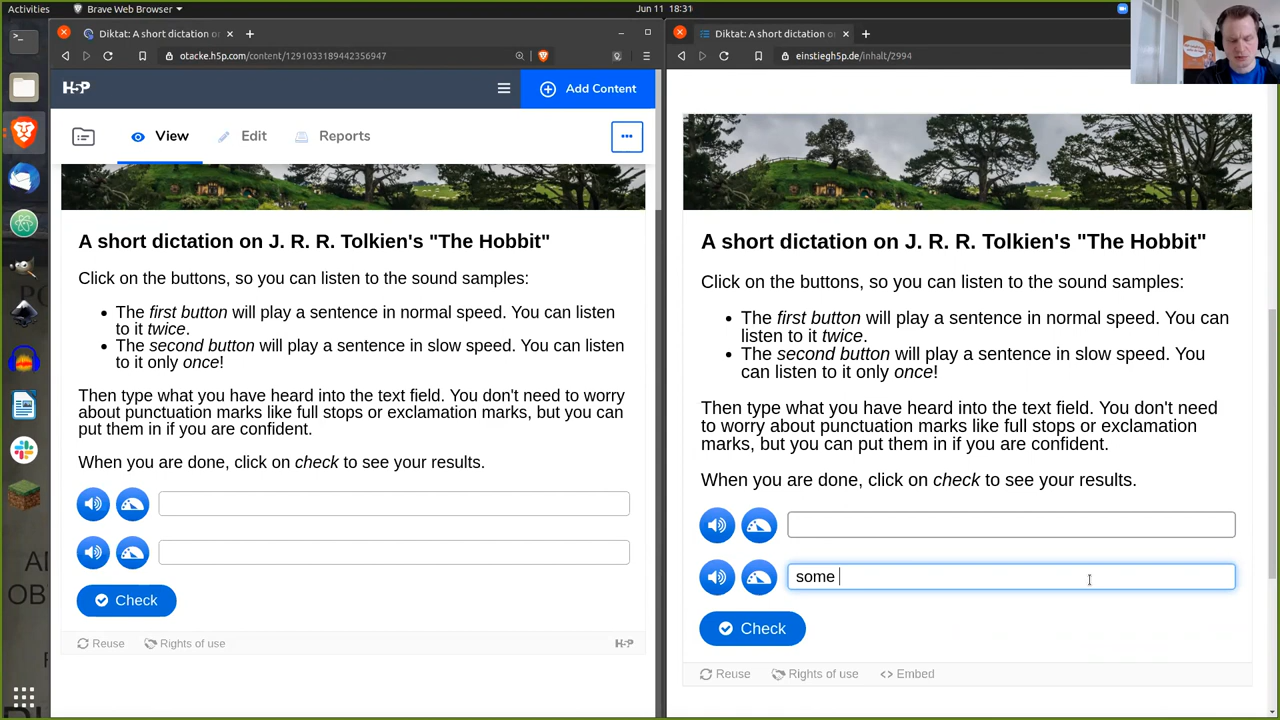 Activities
Brave Web Browser
Jun 11 18:31
Diktat: A short dictation o
otacke.h5p.com/content/1291033189442356947
H5P
Add Content
View
Edit
Reports
A short dictation on J. R. R. Tolkien's "The Hobbit"
Click on the buttons, so you can listen to the sound samples:
The first button will play a sentence in normal speed. You can listen
to it twice.
The second button will play a sentence in slow speed. You can listen
to it only once!
Then type what you have heard into the text field. You don't need to worry
about punctuation marks like full stops or exclamation marks, but you can
put them in if you are confident.
When you are done, click on check to see your results.
Check
Reuse
Rights of use
H5P
Diktat: A short dictation o
einstiegh5p.de/inhalt/2994
A short dictation on J. R. R. Tolkien's "The Hobbit"
Click on the buttons, so you can listen to the sound samples:
The first button will play a sentence in normal speed. You can
listen to it twice.
The second button will play a sentence in slow speed. You
can listen to it only once!
Then type what you have heard into the text field. You don't need
to worry about punctuation marks like full stops or exclamation
marks, but you can put them in if you are confident.
When you are done, click on check to see your results.
some
Check
Reuse
Rights of use
Embed